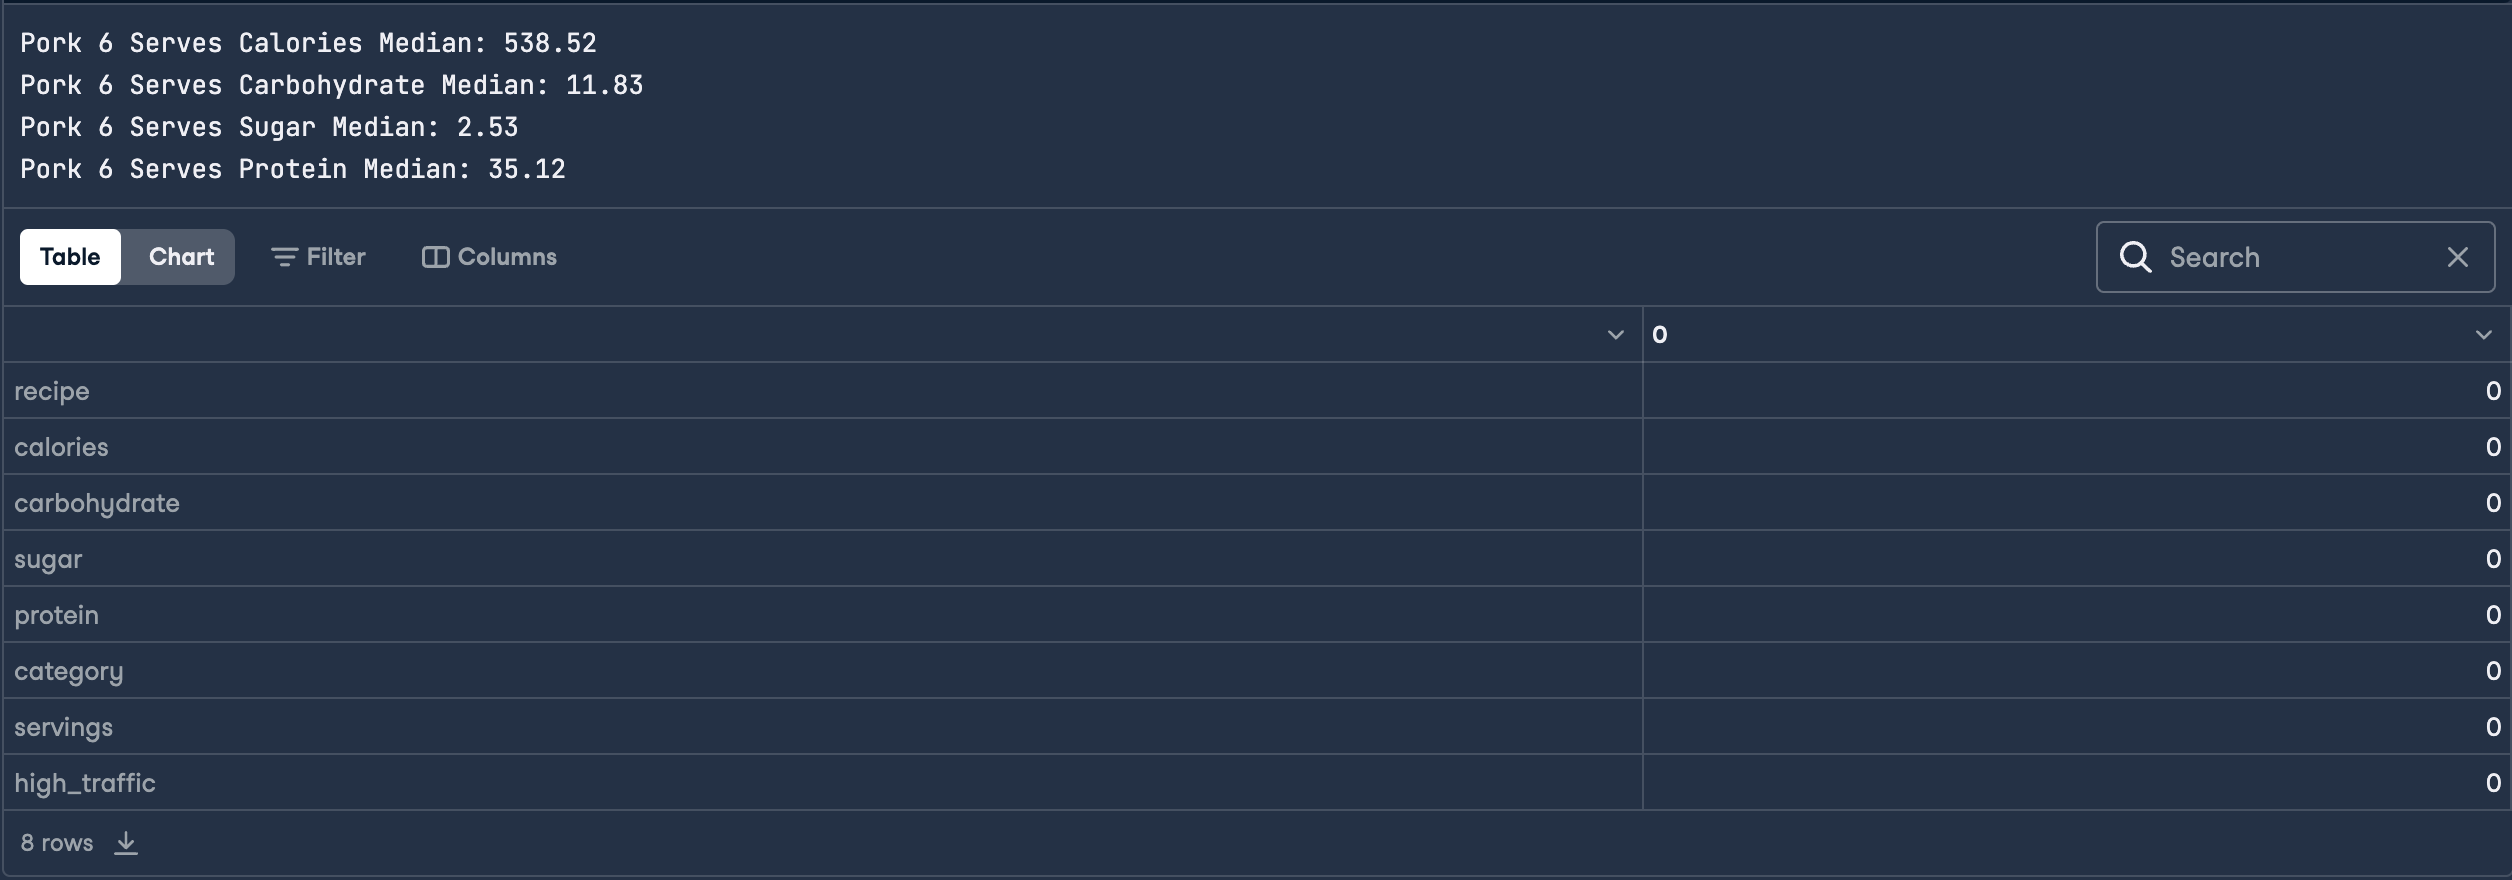 Pork 6 Serves Calories Median: 538.52
Pork 6 Serves Carbohydrate Median: 11.83
Pork 6 Serves Sugar Median: 2.53
Pork 6 Serves Protein Median: 35.12
Table Chart Filter Columns Search
0
recipe 0
calories 0
carbohydrate 0
sugar 0
protein 0
category 0
servings 0
high_traffic 0
8 rows